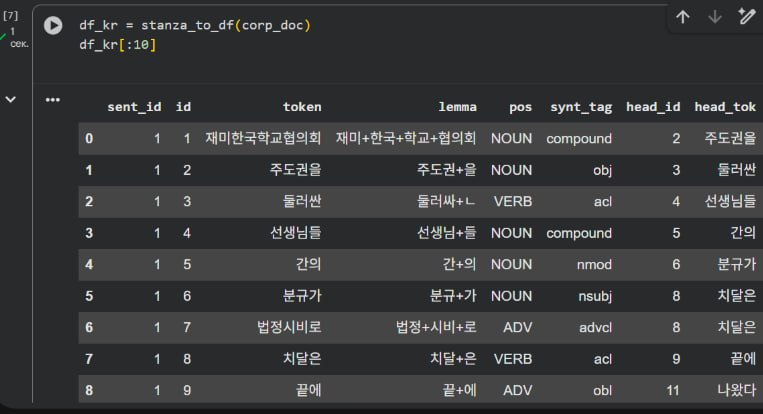 [7]
1
сек.
df_kr = stanza_to_df(corp_doc)
df_kr[:10]
sent_id id token lemma pos synt_tag head_id head_tok
0 1 1 재미한국학교협의회 재미+한국+학교+협의회 NOUN compound 2 주도권을
1 1 2 주도권을 주도권+을 NOUN obj 3 둘러싼
2 1 3 둘러싼 둘러싸+ㄴ VERB acl 4 선생님들
3 1 4 선생님들 선생님+들 NOUN compound 5 간의
4 1 5 간의 간+의 NOUN nmod 6 분규가
5 1 6 분규가 분규+가 NOUN nsubj 8 치달은
6 1 7 법정시비로 법정+시비+로 ADV advcl 8 치달은
7 1 8 치달은 치달+은 VERB acl 9 끝에
8 1 9 끝에 끝+에 ADV obl 11 나왔다